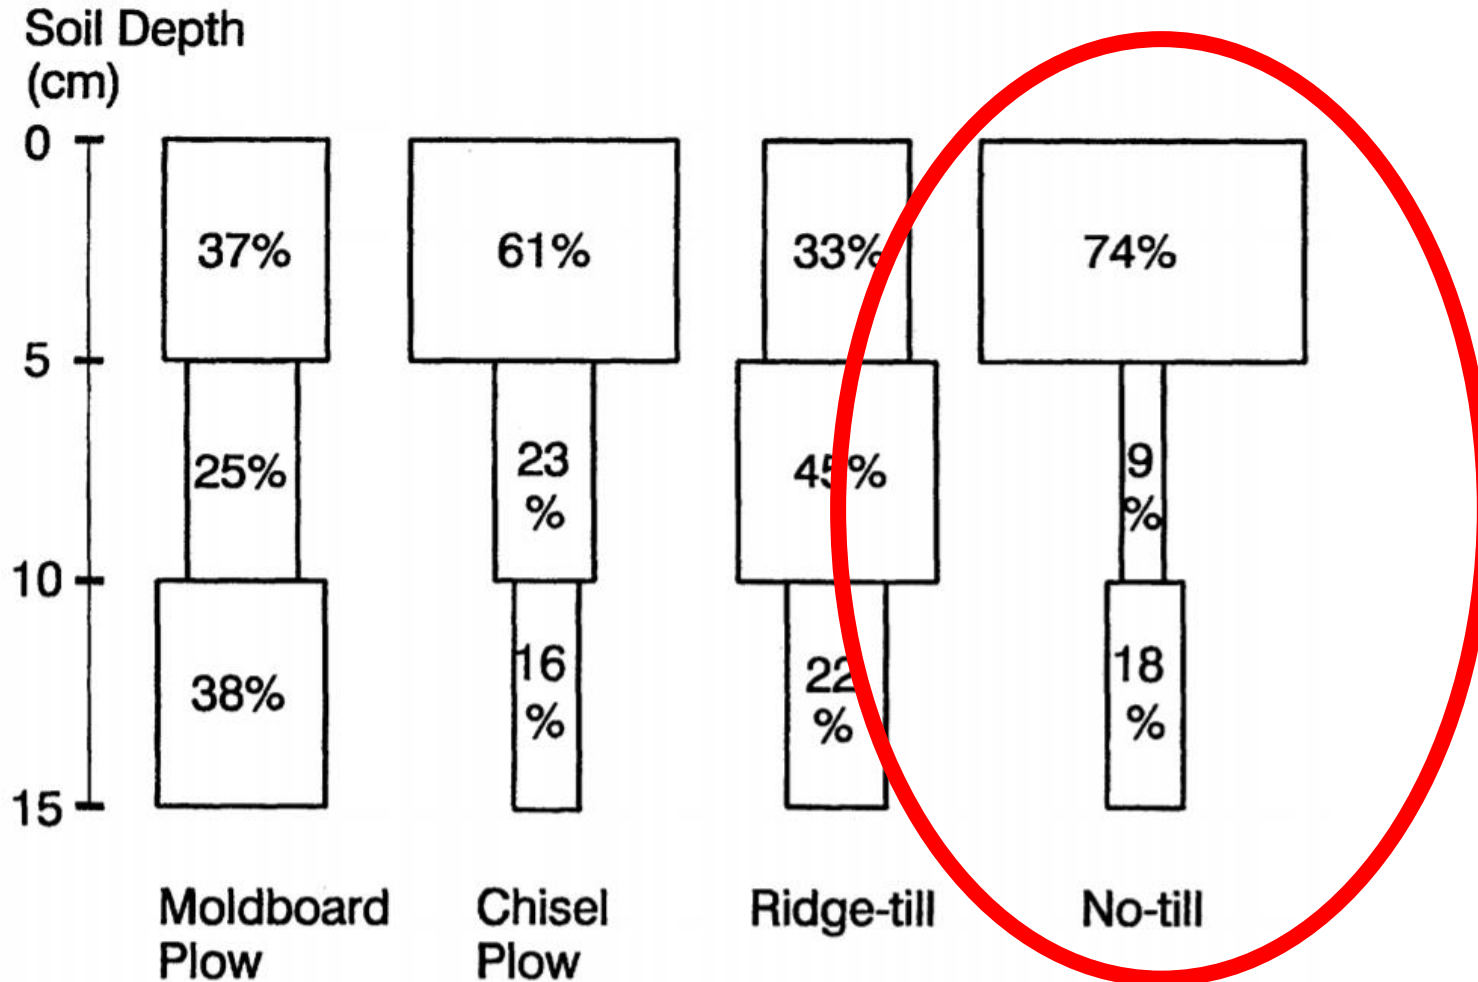 Soil Depth
(cm)
0
37%
61%
33%
74%
5
25%
23
%
45%
9
%
10
38%
16
%
22
%
18
%
15
Moldboard
Plow
Chisel
Plow
Ridge-till
No-till